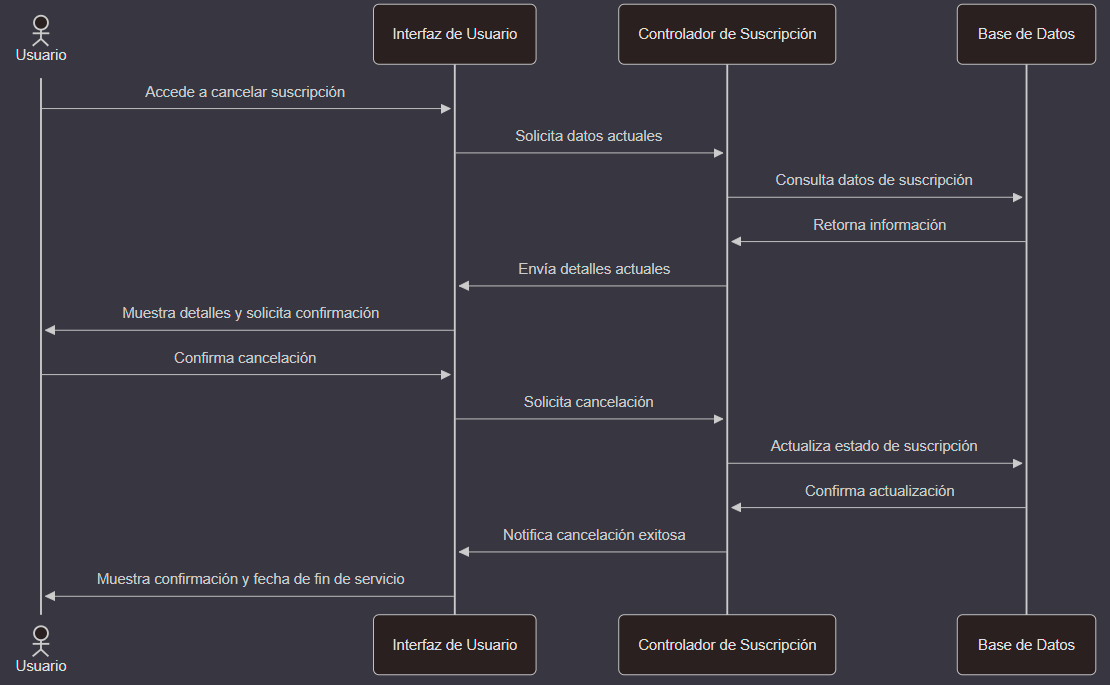 Usuario
Interfaz de Usuario
Controlador de Suscripción
Base de Datos
Accede a cancelar suscripción
Solicita datos actuales
Consulta datos de suscripción
Retorna información
Envía detalles actuales
Muestra detalles y solicita confirmación
Confirma cancelación
Solicita cancelación
Actualiza estado de suscripción
Confirma actualización
Notifica cancelación exitosa
Muestra confirmación y fecha de fin de servicio
Usuario
Interfaz de Usuario
Controlador de Suscripción
Base de Datos